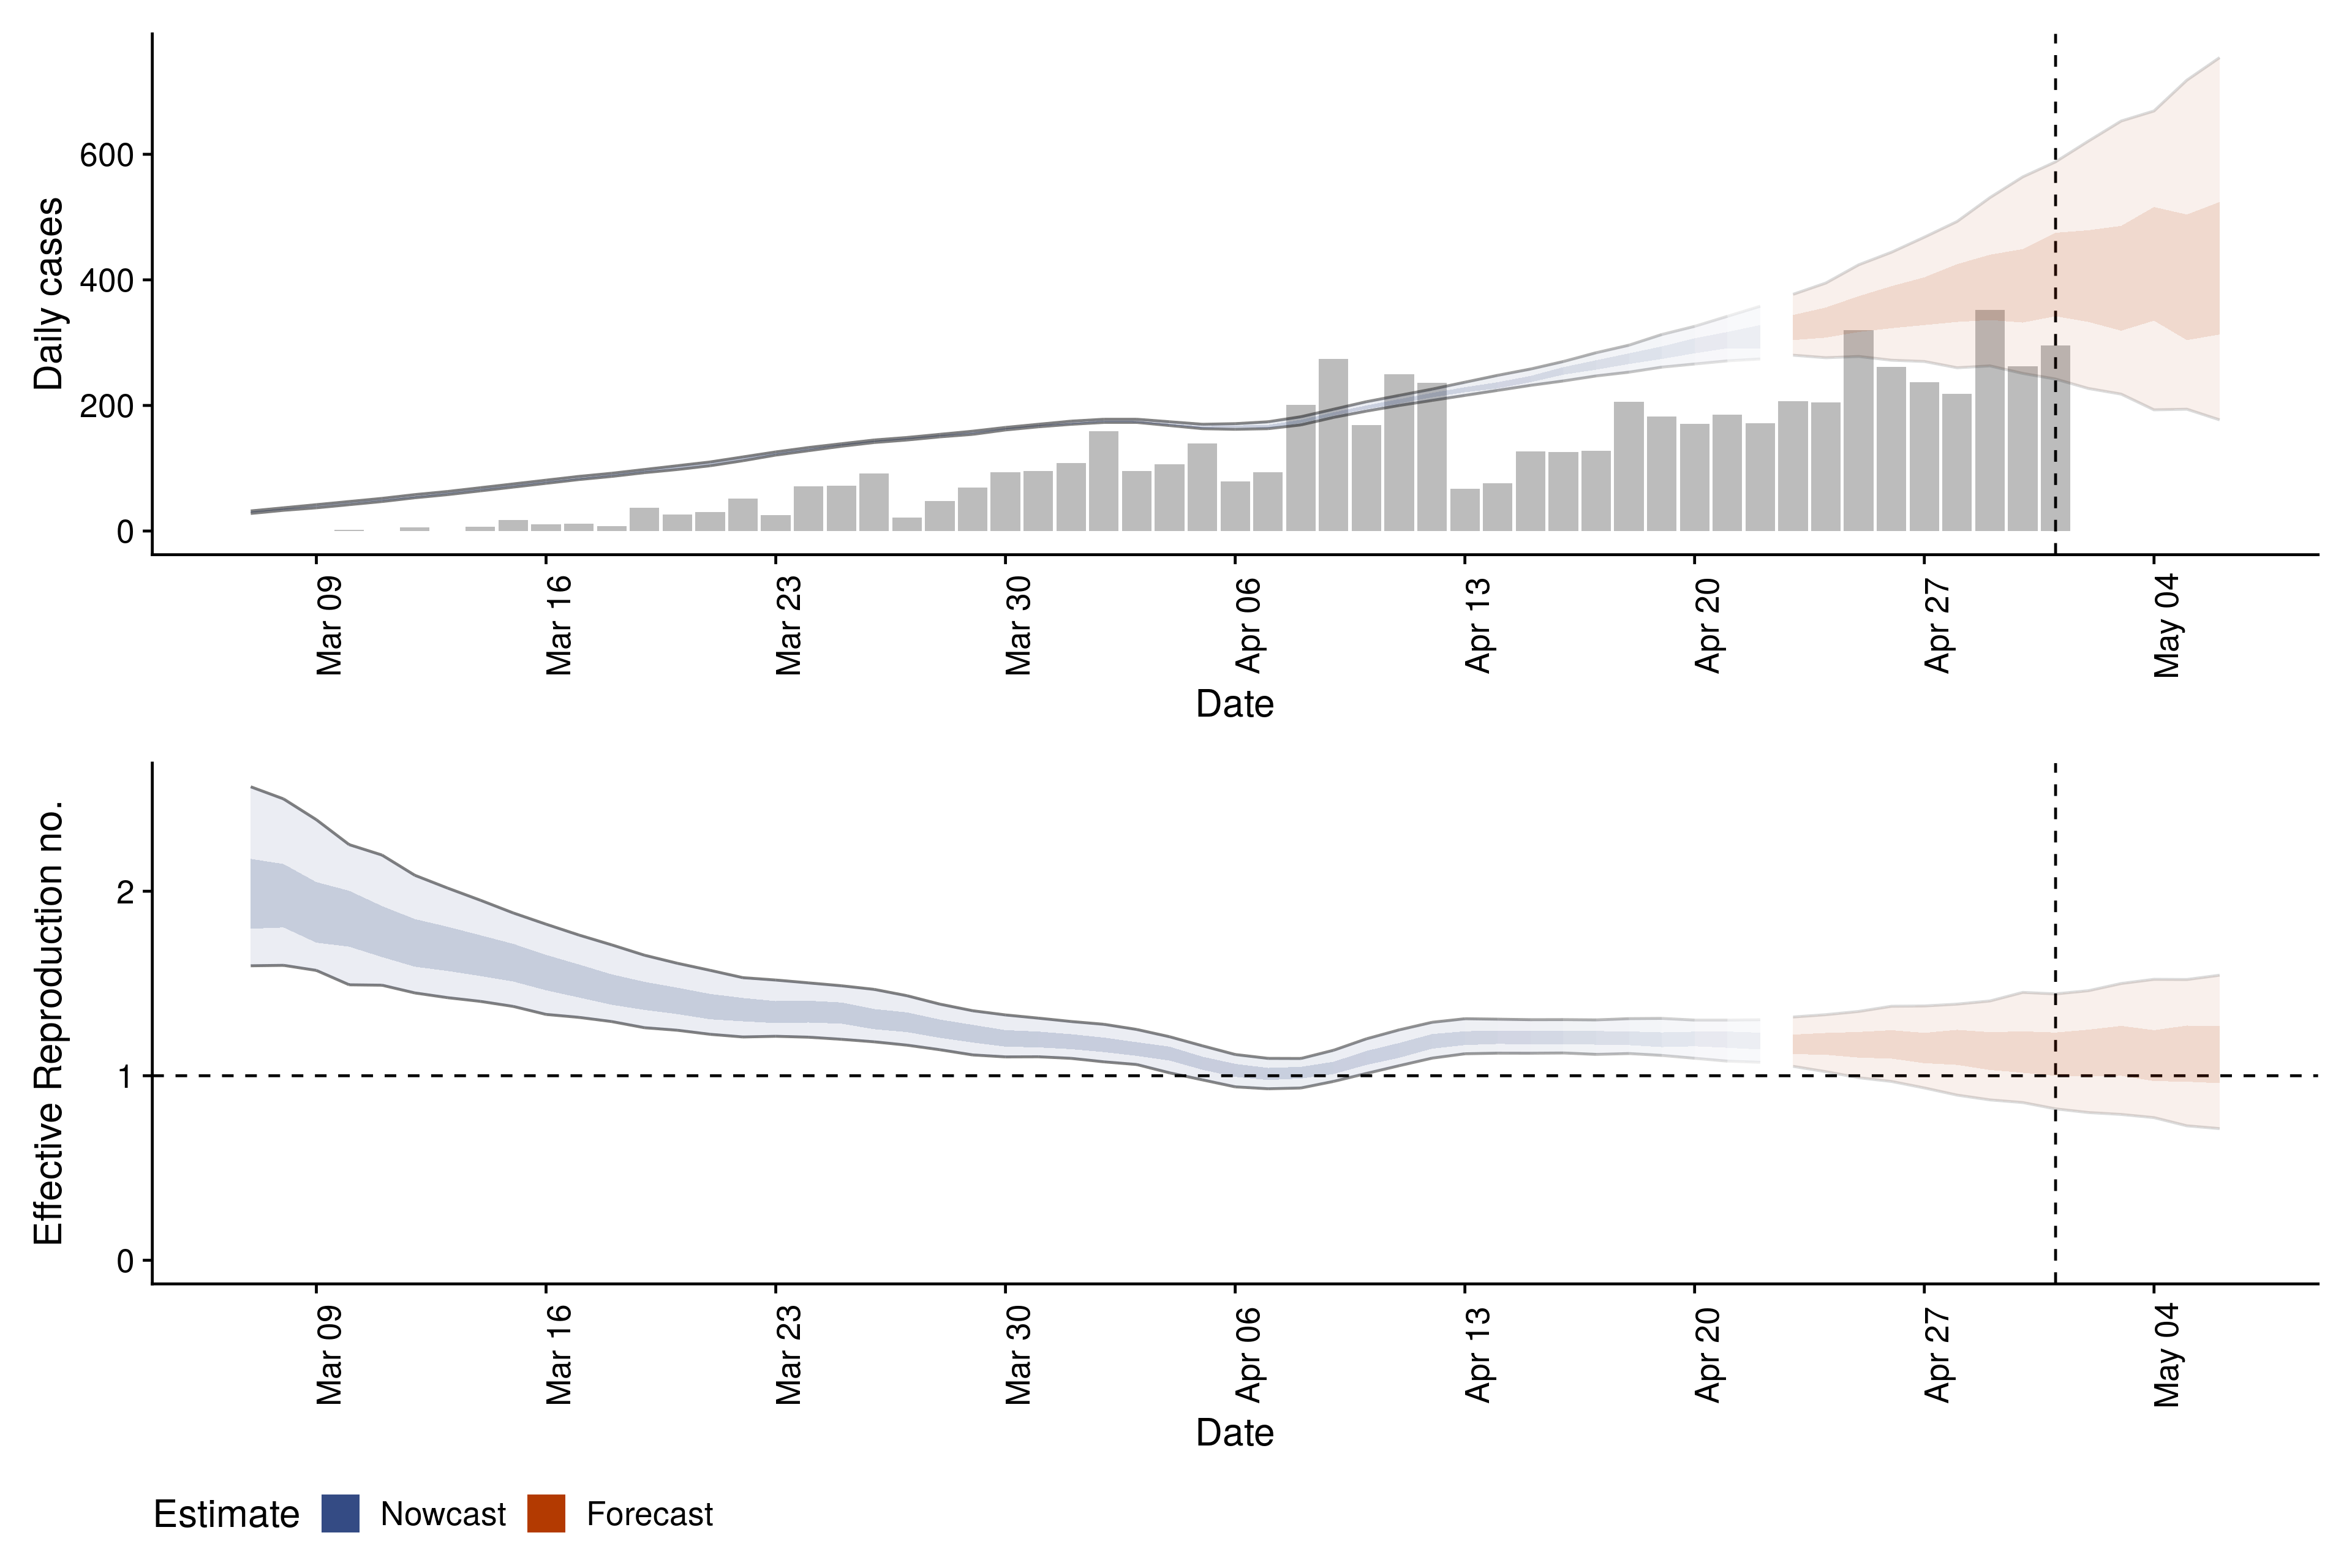 Daily cases
600
400
200
0
Mar 09
Mar 16
Mar 23
Mar 30
Apr 06
Apr 13
Apr 20
Apr 27
May 04
Date
Effective Reproduction no.
2
1
0
Mar 09
Mar 16
Mar 23
Mar 30
Apr 06
Apr 13
Apr 20
Apr 27
May 04
Date
Estimate Nowcast Forecast